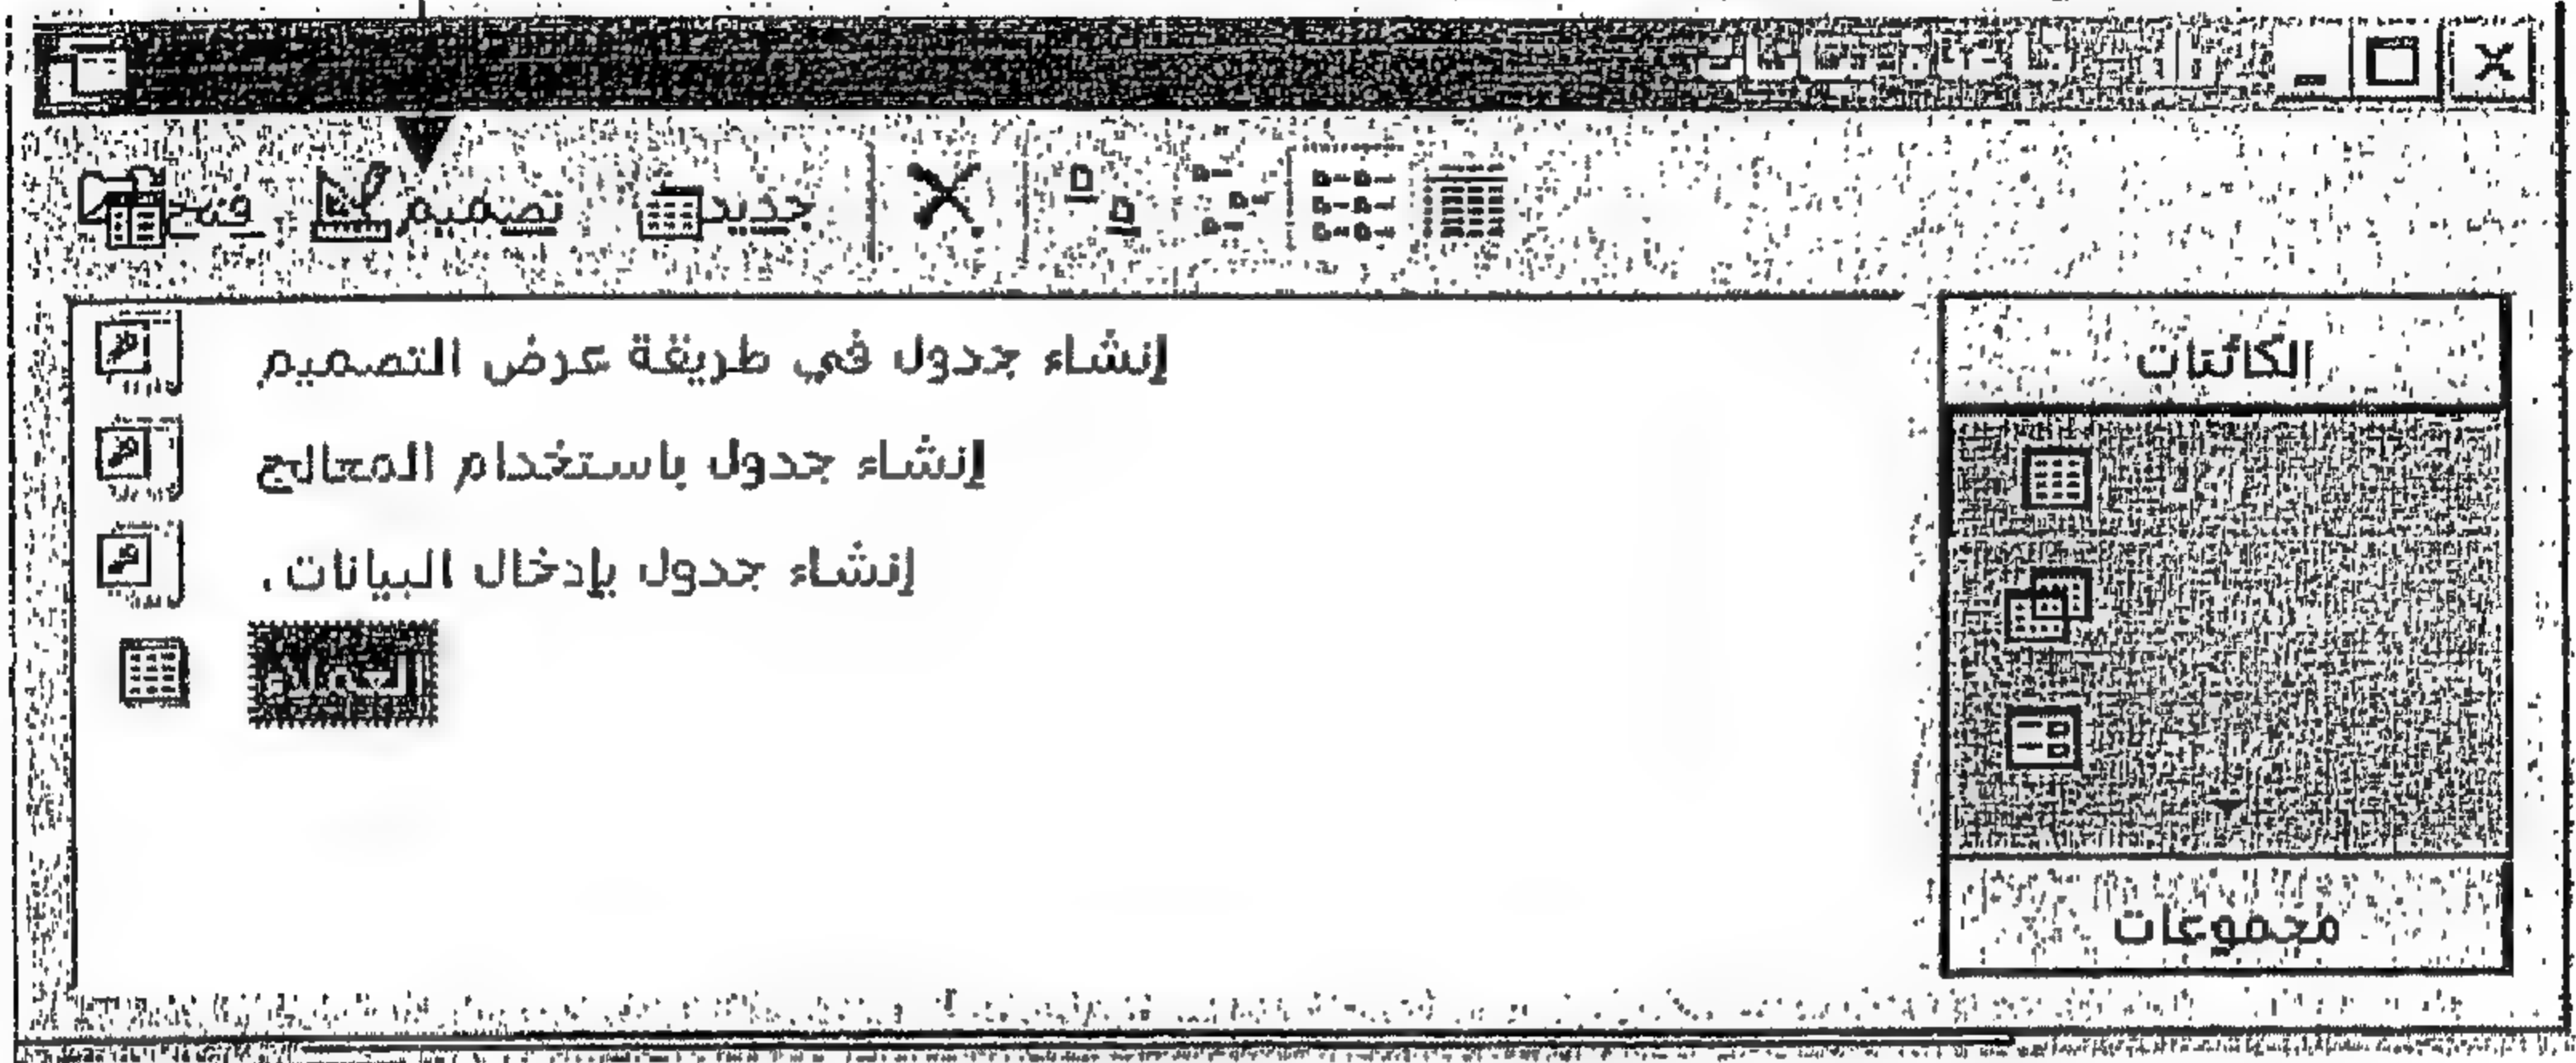 فتح تصميم جديد
إنشاء جدول في طريقة عرض التصميم
إنشاء جدول باستخدام المعالج
إنشاء جدول بإدخال البيانات.
العملاء
الكائنات
مجموعات